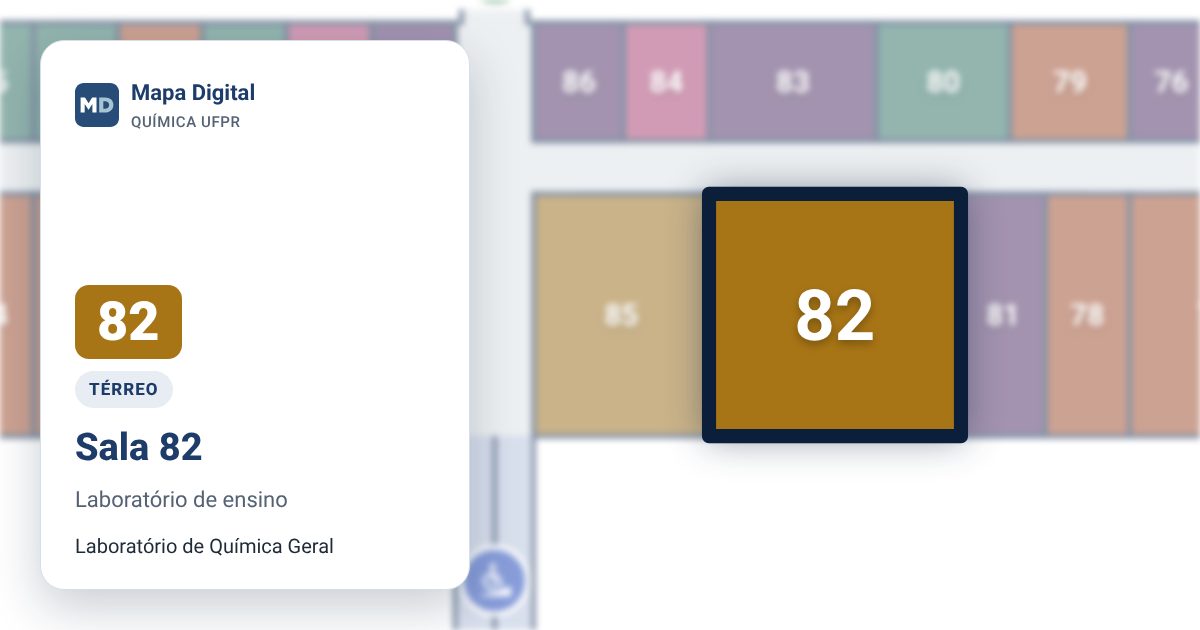 MD
Mapa Digital
QUÍMICA UFPR
82
TÉRREO
Sala 82
Laboratório de ensino
Laboratório de Química Geral
86 84 83 80 79 76
85 82 81 78